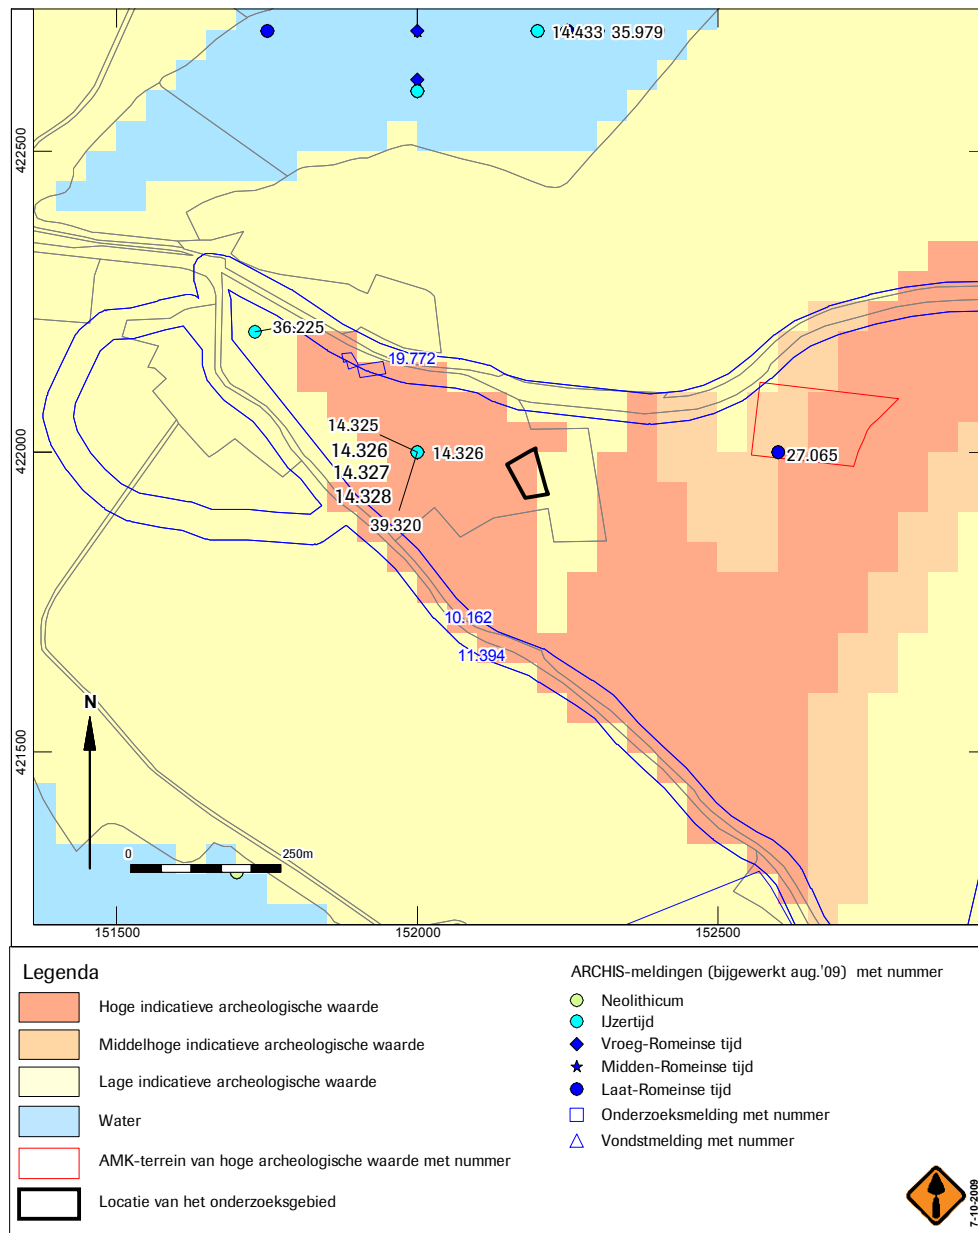 14.433 35.979
422500
36.225
19.772
14.325
14.326
14.326
14.327
14.328
39.320
27.065
422000
10.162
11.394
N
421500
0 250m
151500 152000 152500
Legenda
Hoge indicatieve archeologische waarde
Middelhoge indicatieve archeologische waarde
Lage indicatieve archeologische waarde
Water
AMK-terrein van hoge archeologische waarde met nummer
Locatie van het onderzoeksgebied
ARCHIS-meldingen (bijgewerkt aug.'09) met nummer
Neolithicum
IJzertijd
Vroeg-Romeinse tijd
Midden-Romeinse tijd
Laat-Romeinse tijd
Onderzoeksmelding met nummer
Vondstmelding met nummer
7-10-2009